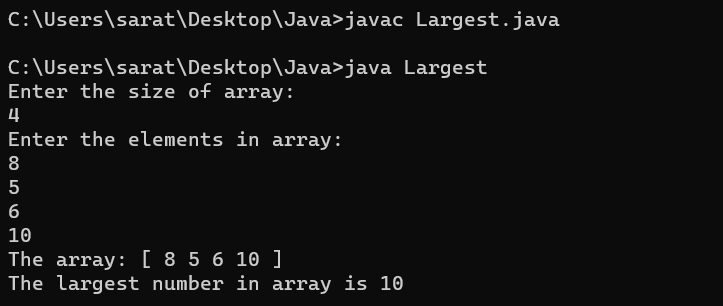 C:\Users\sarat\Desktop\Java>javac Largest.java
C:\Users\sarat\Desktop\Java>java Largest
Enter the size of array:
4
Enter the elements in array:
8
5
6
10
The array: [ 8 5 6 10 ]
The largest number in array is 10